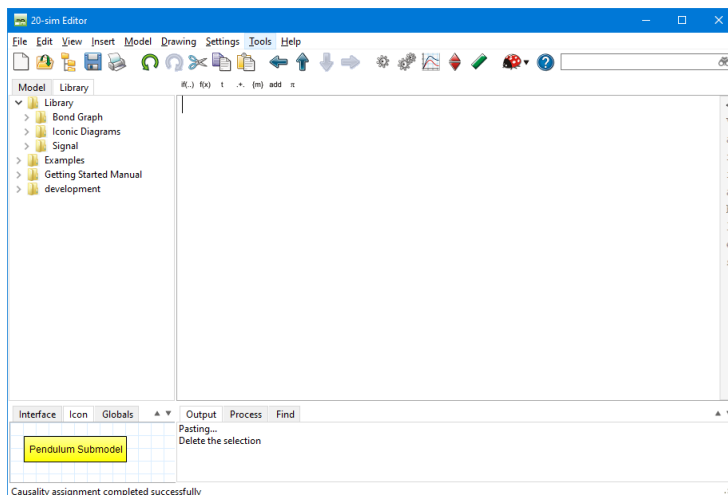 20-sim Editor
File Edit View Insert Model Drawing Settings Tools Help
Model Library
if(..) f(x) t .+. {m} add π
Library
Bond Graph
Iconic Diagrams
Signal
Examples
Getting Started Manual
development
Interface Icon Globals
Output Process Find
Pasting...
Delete the selection
Pendulum Submodel
Causality assignment completed successfully